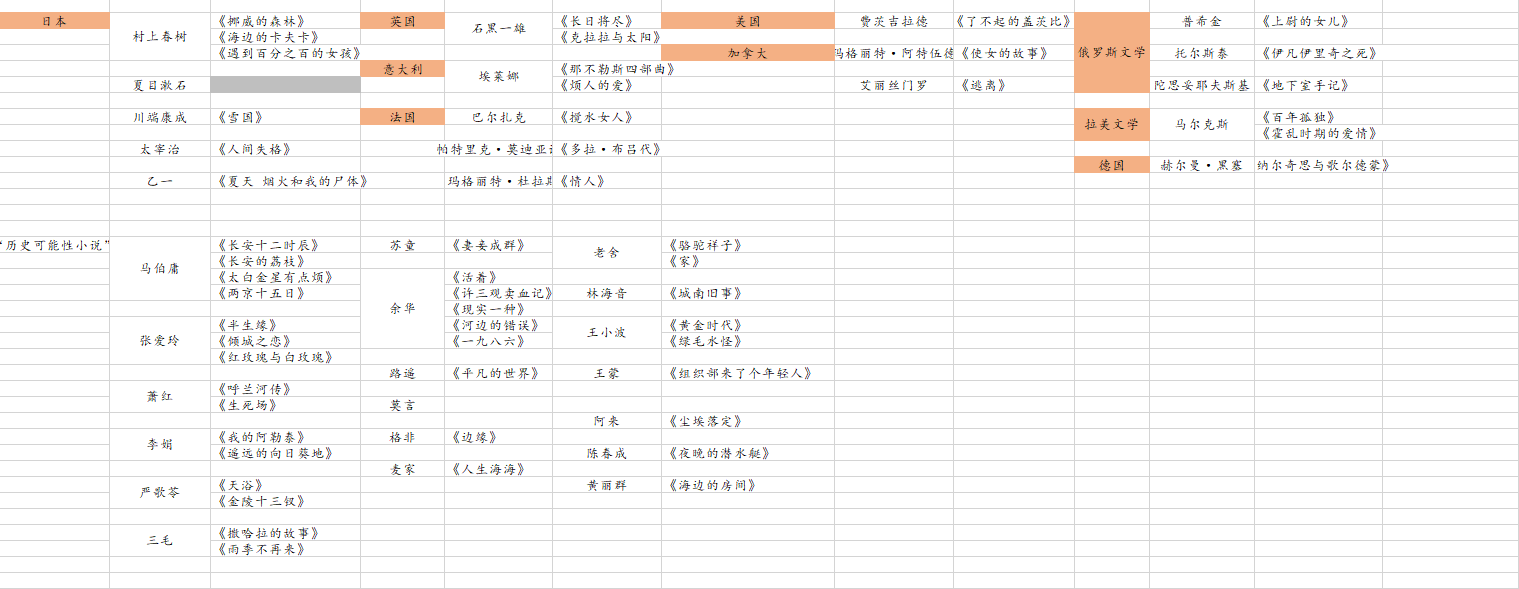 日本 村上春树 《挪威的森林》 英国 石黑一雄 《长日将尽》 美国 费茨吉拉德 《了不起的盖茨比》 俄罗斯文学 普希金 《上尉的女儿》
《海边的卡夫卡》 《克拉拉与太阳》
《遇到百分之百的女孩》 加拿大 玛格丽特·阿特伍德 《使女的故事》 托尔斯泰 《伊凡伊里奇之死》
意大利 埃莱娜 《那不勒斯四部曲》
夏目漱石 《烦人的爱》 艾丽丝门罗 《逃离》 陀思妥耶夫斯基 《地下室手记》
川端康成 《雪国》 法国 巴尔扎克 《搅水女人》 拉美文学 马尔克斯 《百年孤独》
《霍乱时期的爱情》
太宰治 《人间失格》 帕特里克·莫迪亚 《多拉·布吕代》
德国 赫尔曼·黑塞 纳尔奇思与歌尔德蒙》
乙一 《夏天 烟火和我的尸体》 玛格丽特·杜拉斯 《情人》
“历史可能性小说” 马伯庸 《长安十二时辰》 苏童 《妻妾成群》 老舍 《骆驼祥子》
《长安的荔枝》 《家》
《太白金星有点烦》 余华 《活着》
《两京十五日》 《许三观卖血记》 林海音 《城南旧事》
《现实一种》
张爱玲 《半生缘》 《河边的错误》 王小波 《黄金时代》
《倾城之恋》 《一九八六》 《绿毛水怪》
《红玫瑰与白玫瑰》
路遥 《平凡的世界》 王蒙 《组织部来了个年轻人》
萧红 《呼兰河传》
《生死场》 莫言
阿来 《尘埃落定》
李娟 《我的阿勒泰》 格非 《边缘》
《遥远的向日葵地》 陈春成 《夜晚的潜水艇》
麦家 《人生海海》
严歌苓 《天浴》 黄丽群 《海边的房间》
《金陵十三钗》
三毛 《撒哈拉的故事》
《雨季不再来》